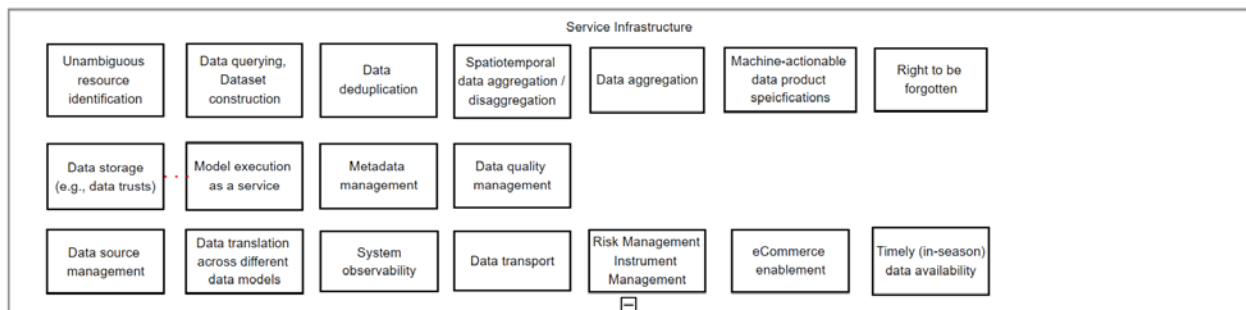 Service Infrastructure
Unambiguous
resource
identification
Data querying,
Dataset
construction
Data
deduplication
Spatiotemporal
data aggregation /
disaggregation
Data aggregation
Machine-actionable
data product
speicfications
Right to be
forgotten
Data storage
(e.g., data trusts)
Model execution
as a service
Metadata
management
Data quality
management
Data source
management
Data translation
across different
data models
System
observability
Data transport
Risk Management
Instrument
Management
eCommerce
enablement
Timely (in-season)
data availability